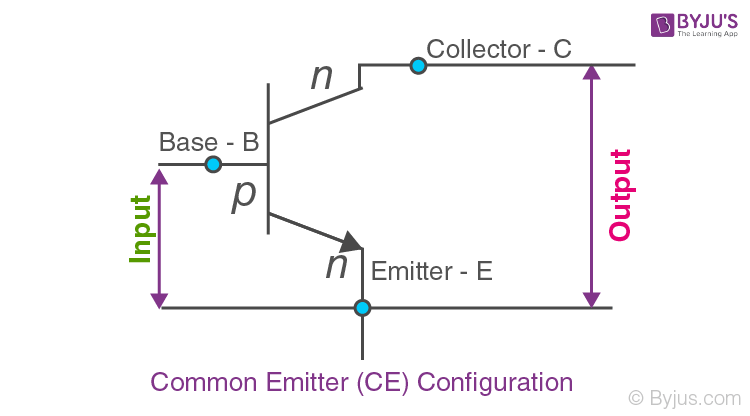 BYJU'S
The Learning App
Collector - C
n
Base - B
p
Input
Output
n
Emitter - E
Common Emitter (CE) Configuration
© Byjus.com